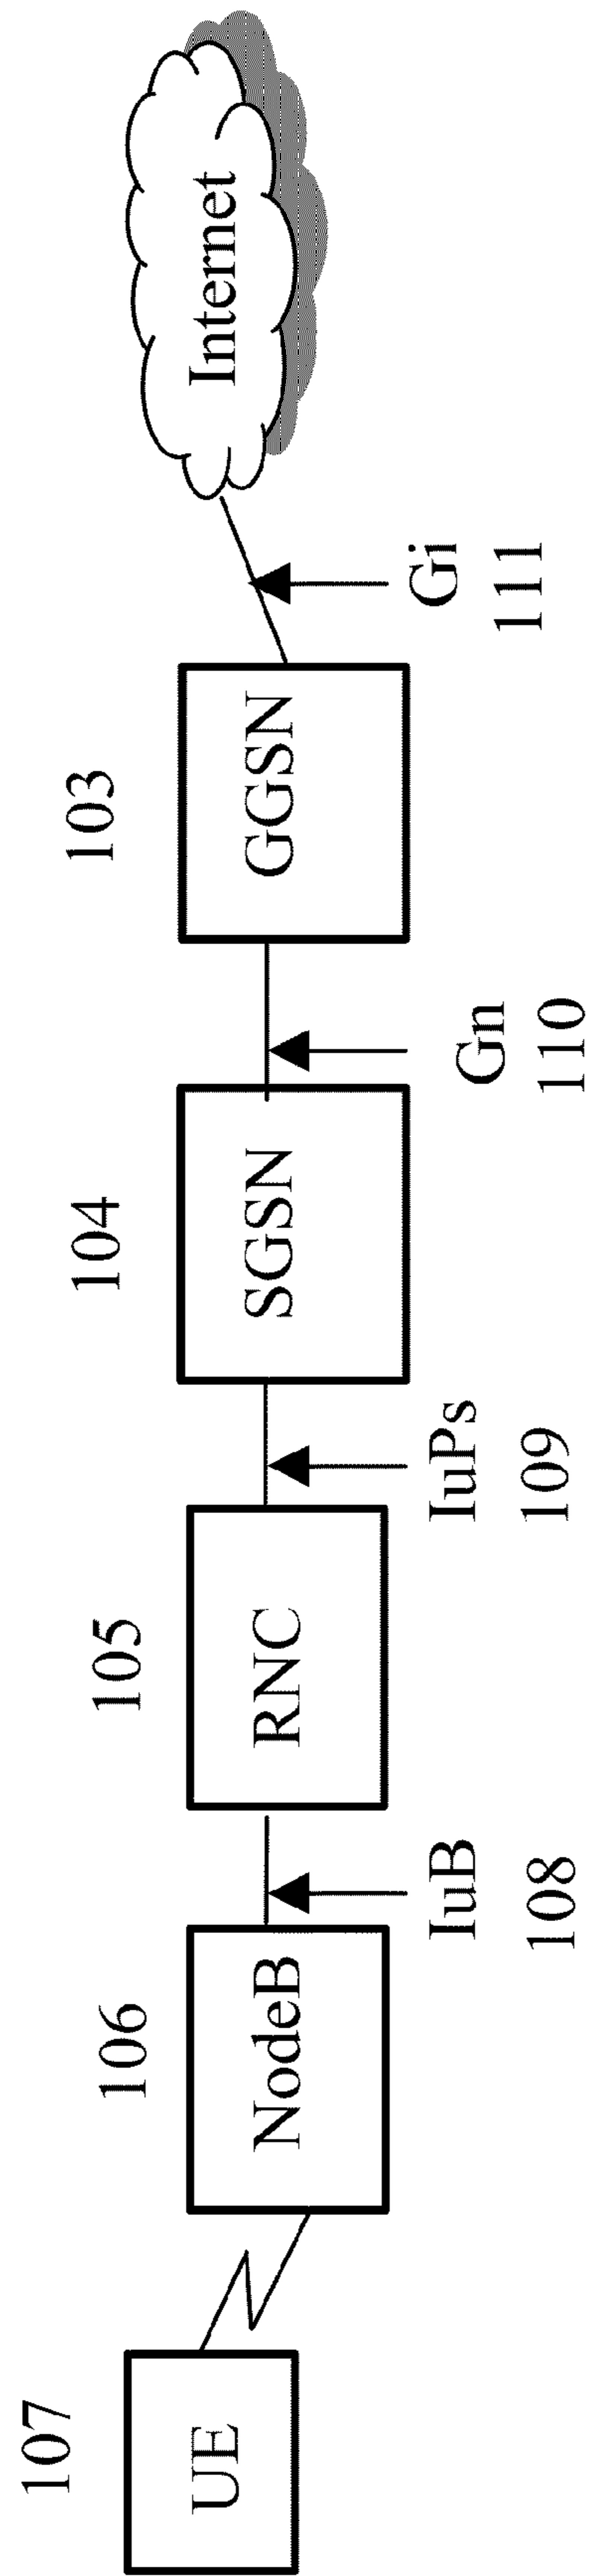 107
UE
106
NodeB
IuB
108
105
RNC
IuPs
109
104
SGSN
Gn
110
103
GGSN
Gi
111
Internet